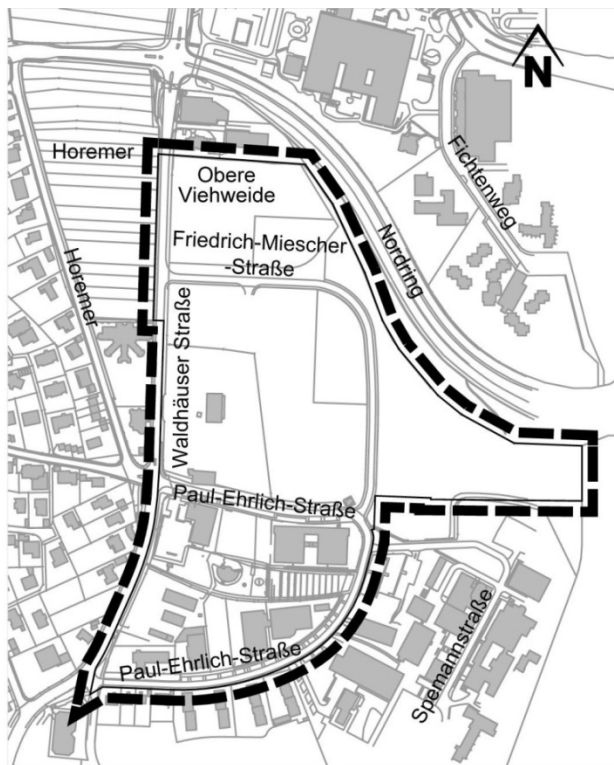 N
Horemer
Obere
Viehweide
Fichtenweg
Friedrich-Miescher
-Straße
Nordring
Horemer
Waldhäuser Straße
Paul-Ehrlich-Straße
Paul-Ehrlich-Straße
Spemannstraße